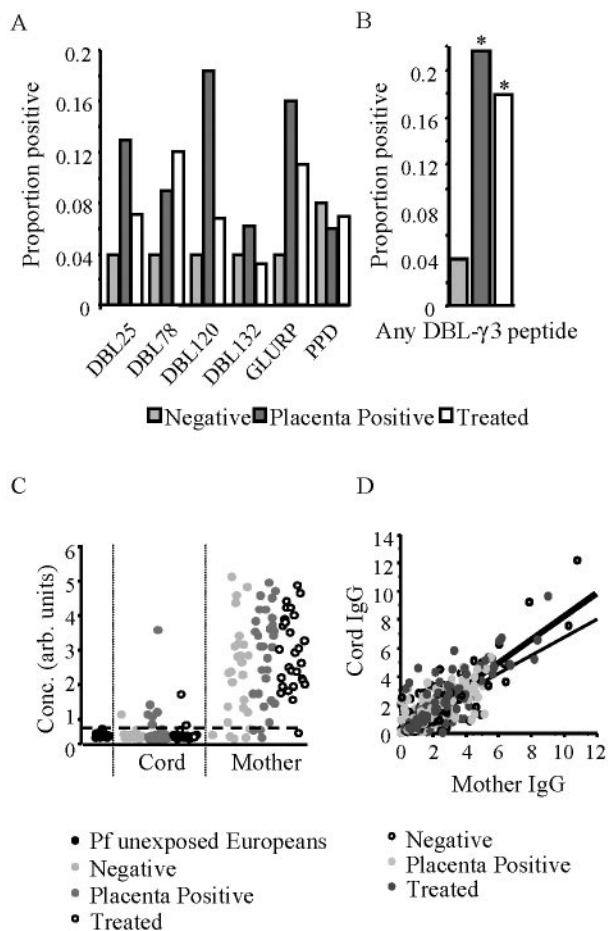 A
Proportion positive
0.2
0.16
0.12
0.08
0.04
0
DBL25
DBL78
DBL120
DBL132
GLURP
PPD
B
Proportion positive
0.2
0.16
0.12
0.08
0.04
0
*
*
Any DBL-γ3 peptide
Negative Placenta Positive Treated
C
Conc. (arb. units)
6
5
4
3
2
1
0
Cord Mother
Pf unexposed Europeans
Negative
Placenta Positive
Treated
D
Cord IgG
14
12
10
8
6
4
2
0
0 2 4 6 8 10 12
Mother IgG
Negative
Placenta Positive
Treated